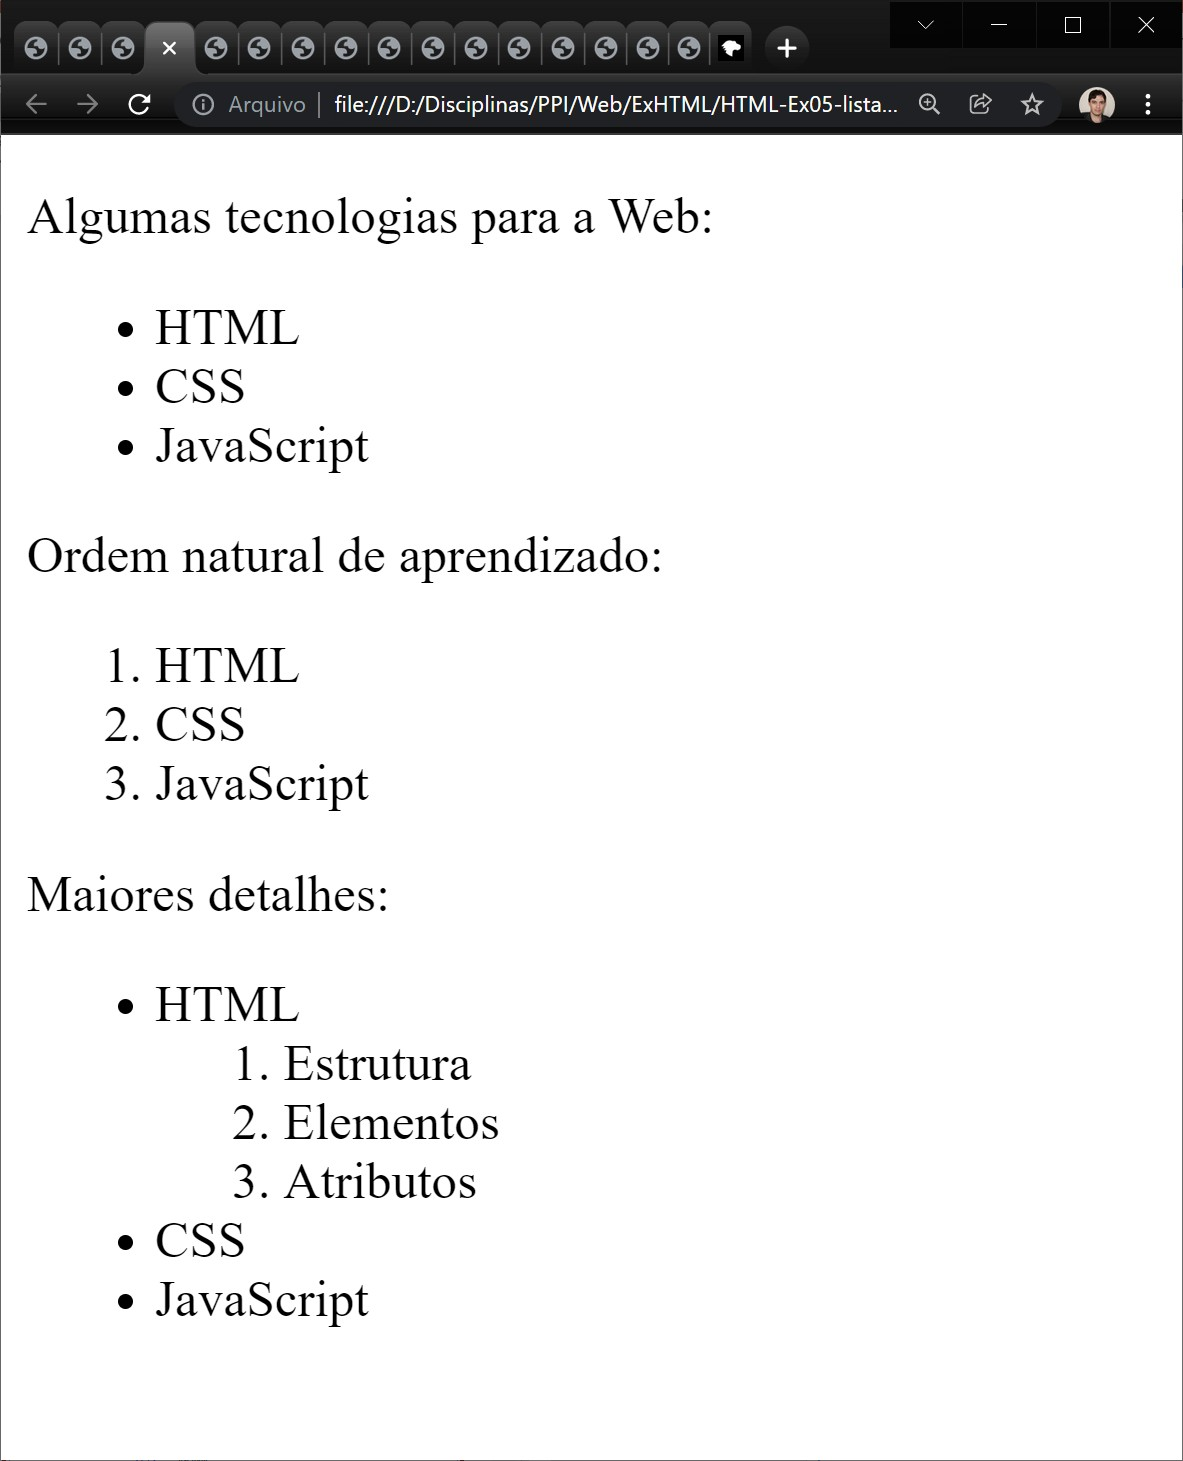 Arquivo | file:///D:/Disciplinas/PPI/Web/ExHTML/HTML-Ex05-lista...
Algumas tecnologias para a Web:
• HTML
• CSS
• JavaScript
Ordem natural de aprendizado:
1. HTML
2. CSS
3. JavaScript
Maiores detalhes:
• HTML
1. Estrutura
2. Elementos
3. Atributos
• CSS
• JavaScript